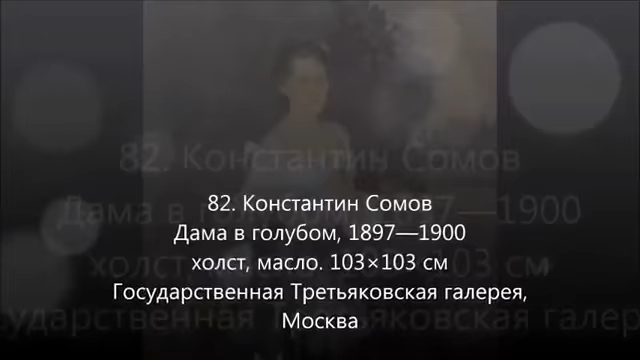 82. Константин Сомов
Дама в голубом, 1897—1900
холст, масло. 103×103 см
Государственная Третьяковская галерея,
Москва